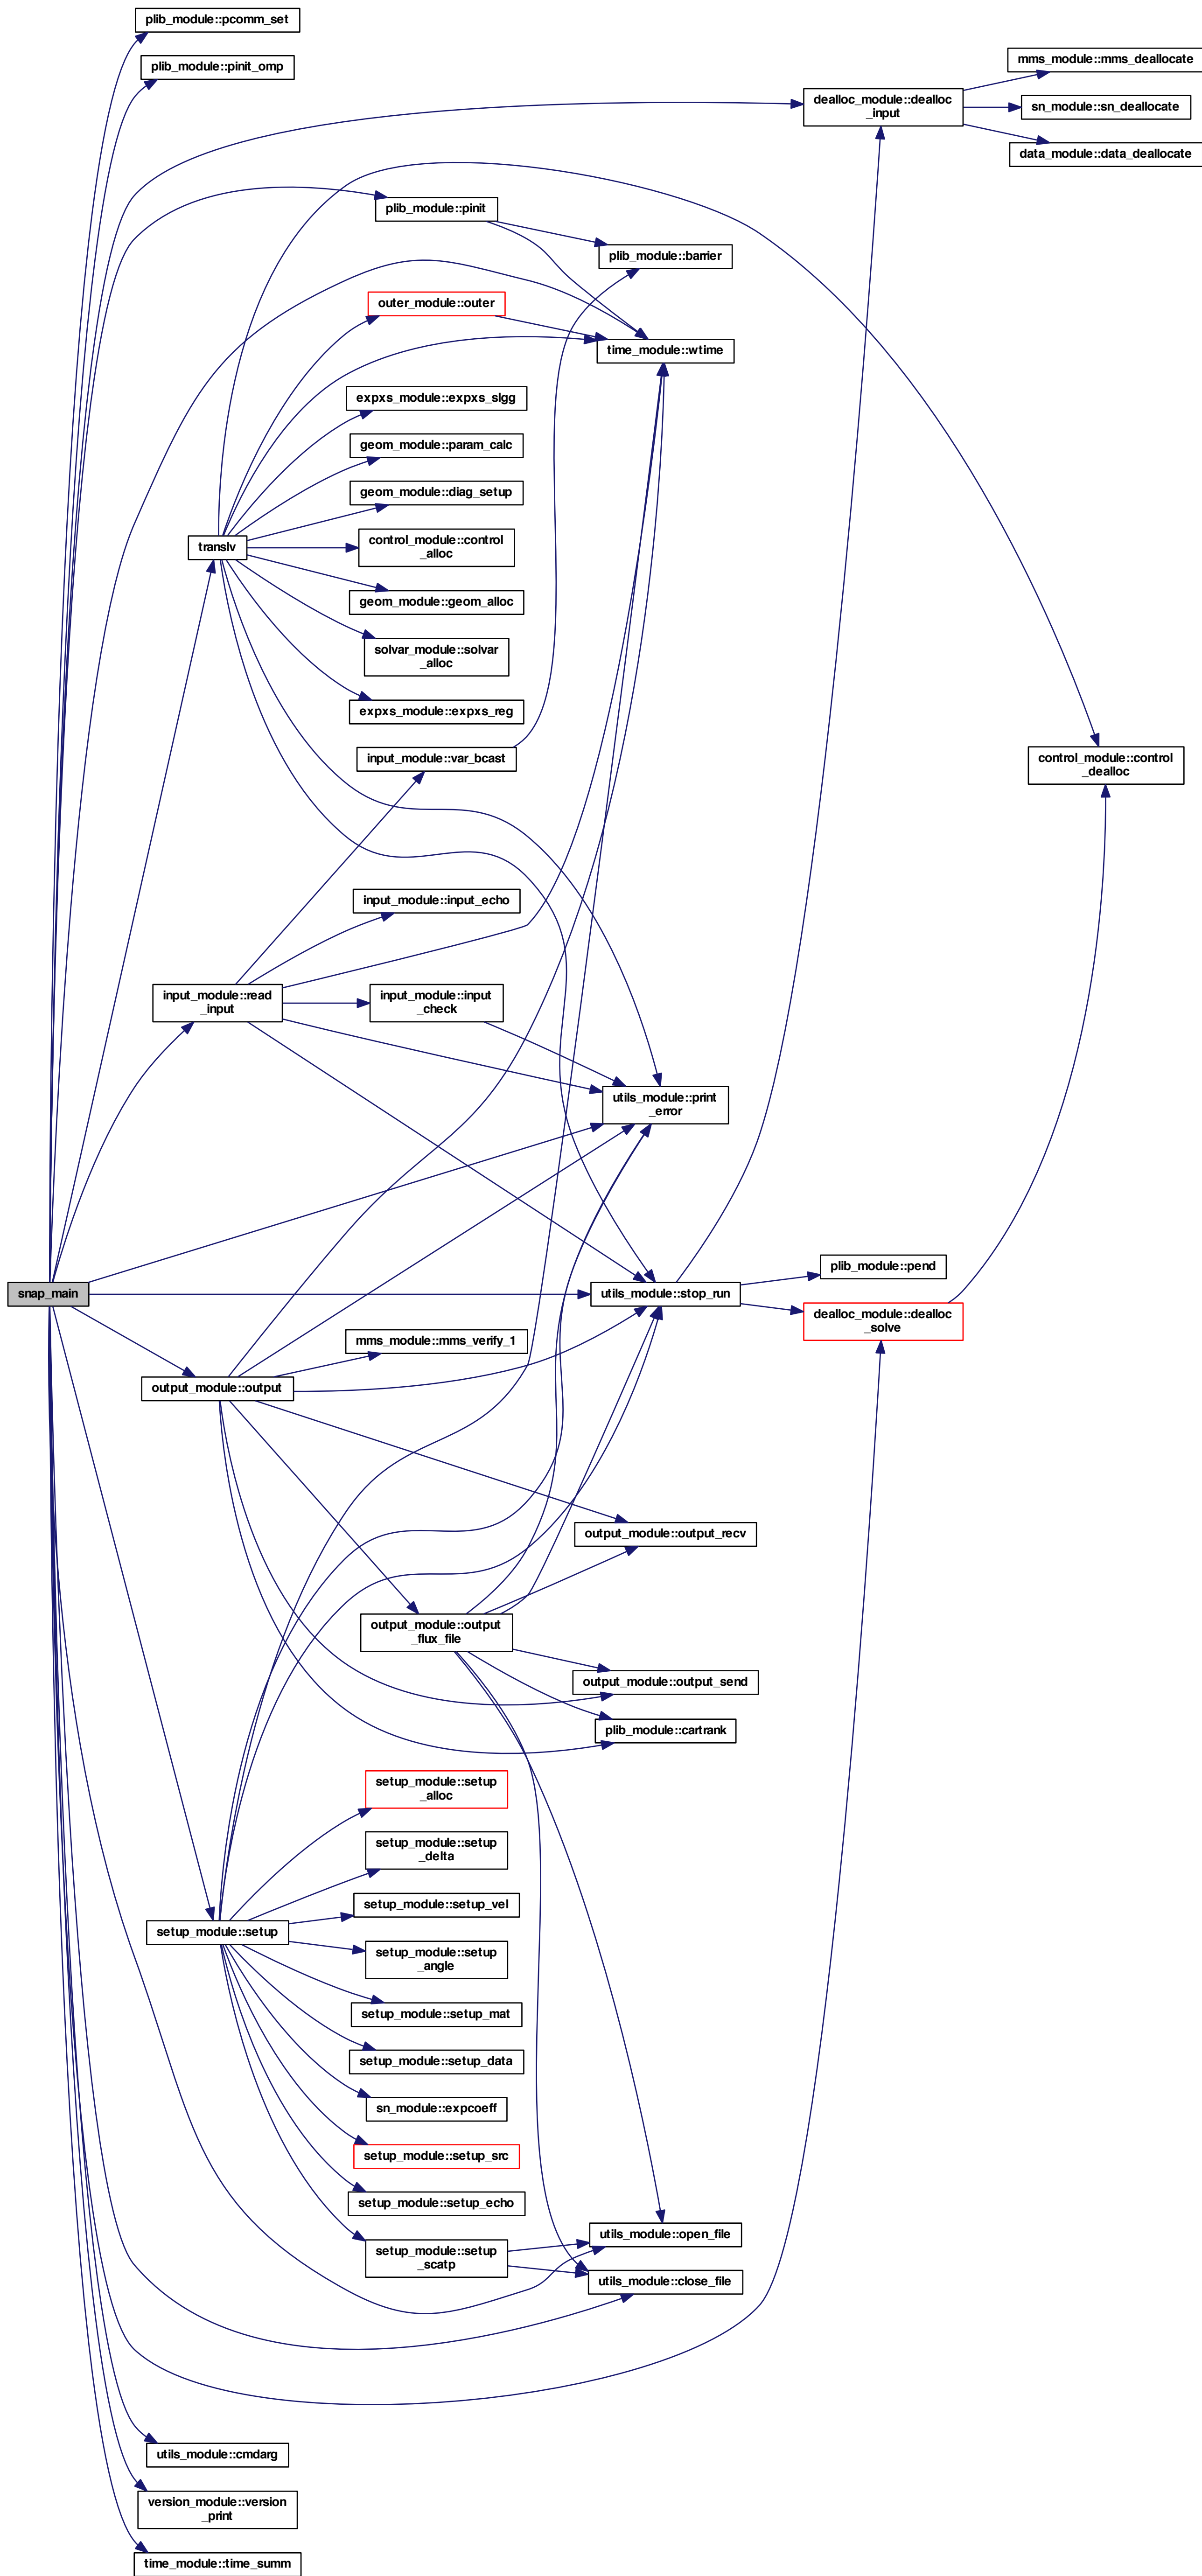 plib_module::pcomm_set
plib_module::pinit_omp
mms_module::mms_deallocate
dealloc_module::dealloc
_input
sn_module::sn_deallocate
data_module::data_deallocate
plib_module::pinit
plib_module::barrier
outer_module::outer
time_module::wtime
expxs_module::expxs_slgg
geom_module::param_calc
geom_module::diag_setup
translv
control_module::control
_alloc
geom_module::geom_alloc
solvar_module::solvar
_alloc
expxs_module::expxs_reg
input_module::var_bcast
control_module::control
_dealloc
input_module::input_echo
input_module::read
_input
input_module::input
_check
utils_module::print
_error
plib_module::pend
snap_main
utils_module::stop_run
dealloc_module::dealloc
_solve
mms_module::mms_verify_1
output_module::output
output_module::output_recv
output_module::output
_flux_file
output_module::output_send
plib_module::cartrank
setup_module::setup
_alloc
setup_module::setup
_delta
setup_module::setup_vel
setup_module::setup
setup_module::setup
_angle
setup_module::setup_mat
setup_module::setup_data
sn_module::expcoeff
setup_module::setup_src
setup_module::setup_echo
utils_module::open_file
setup_module::setup
_scatp
utils_module::close_file
utils_module::cmdarg
version_module::version
_print
time_module::time_summ